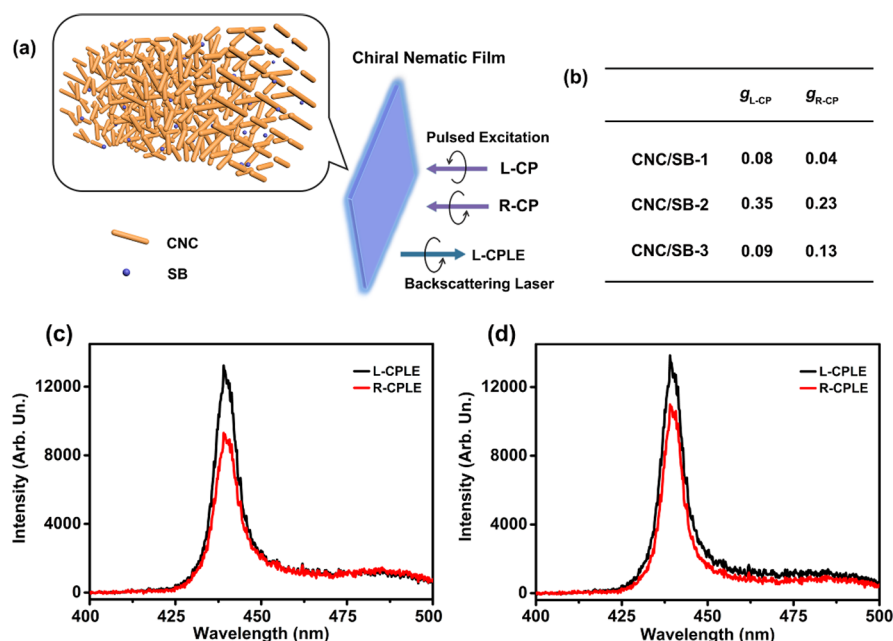 (a)
Chiral Nematic Film
Pulsed Excitation
L-CP
R-CP
L-CPLE
Backscattering Laser
CNC
SB
(b)
gL-CP gR-CP
CNC/SB-1 0.08 0.04
CNC/SB-2 0.35 0.23
CNC/SB-3 0.09 0.13
(c)
L-CPLE
R-CPLE
Intensity (Arb. Un.)
12000
8000
4000
0
400 425 450 475 500
Wavelength (nm)
(d)
L-CPLE
R-CPLE
Intensity (Arb. Un.)
12000
8000
4000
0
400 425 450 475 500
Wavelength (nm)